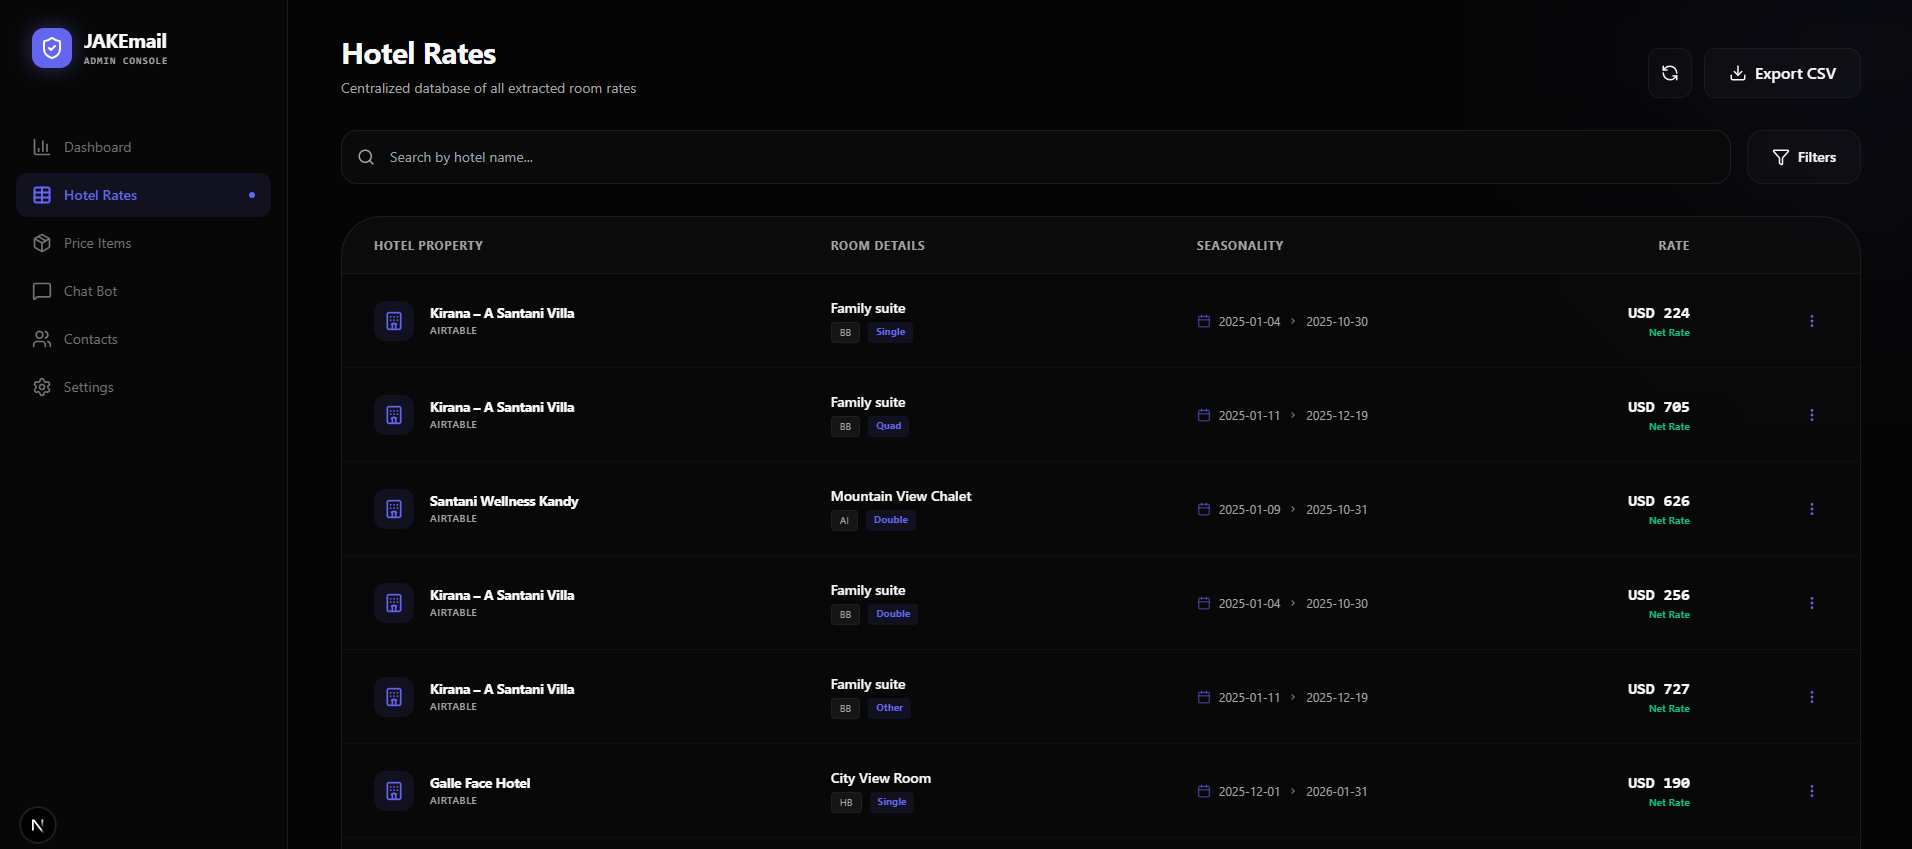 JAKEmail
ADMIN CONSOLE
Dashboard
Hotel Rates
Price Items
Chat Bot
Contacts
Settings
N
Hotel Rates
Centralized database of all extracted room rates
Export CSV
Search by hotel name...
Filters
HOTEL PROPERTY ROOM DETAILS SEASONALITY RATE
Kirana – A Santani Villa
AIRTABLE
Family suite
BB Single
2025-01-04 › 2025-10-30
USD 224
Net Rate
Kirana – A Santani Villa
AIRTABLE
Family suite
BB Quad
2025-01-11 › 2025-12-19
USD 705
Net Rate
Santani Wellness Kandy
AIRTABLE
Mountain View Chalet
AI Double
2025-01-09 › 2025-10-31
USD 626
Net Rate
Kirana – A Santani Villa
AIRTABLE
Family suite
BB Double
2025-01-04 › 2025-10-30
USD 256
Net Rate
Kirana – A Santani Villa
AIRTABLE
Family suite
BB Other
2025-01-11 › 2025-12-19
USD 727
Net Rate
Galle Face Hotel
AIRTABLE
City View Room
HB Single
2025-12-01 › 2026-01-31
USD 190
Net Rate